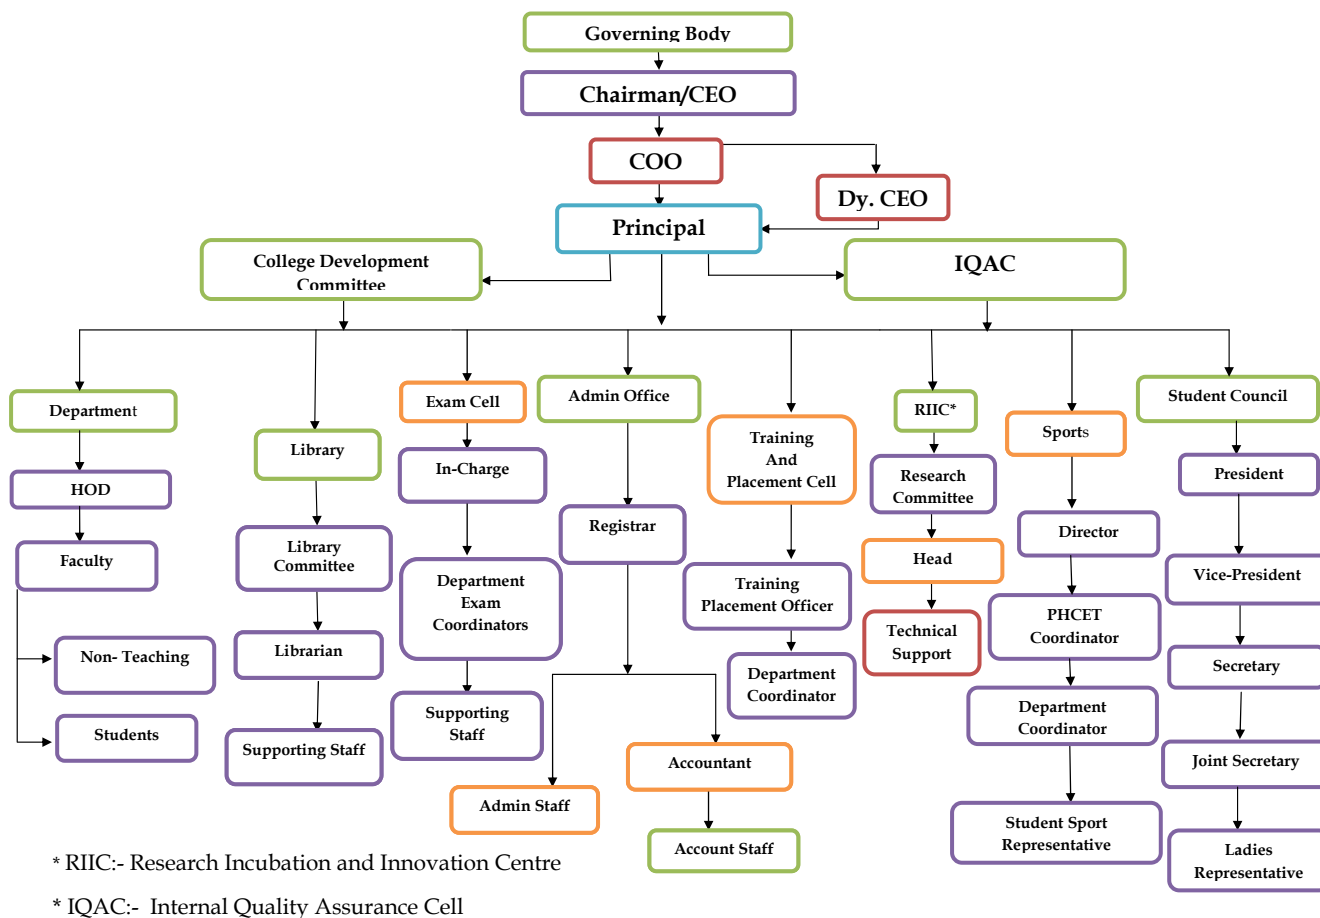 Governing Body
Chairman/CEO
COO
Dy. CEO
Principal
College Development
Committee
IQAC
Department
HOD
Faculty
Non- Teaching
Students
Library
Library
Committee
Librarian
Supporting Staff
Exam Cell
In-Charge
Department
Exam
Coordinators
Supporting
Staff
Admin Office
Registrar
Admin Staff
Accountant
Account Staff
Training
And
Placement Cell
Training
Placement Officer
Department
Coordinator
RIIC*
Research
Committee
Head
Technical
Support
Sports
Director
PHCET
Coordinator
Department
Coordinator
Student Sport
Representative
Student Council
President
Vice-President
Secretary
Joint Secretary
Ladies
Representative
* RIIC:- Research Incubation and Innovation Centre
* IQAC:- Internal Quality Assurance Cell